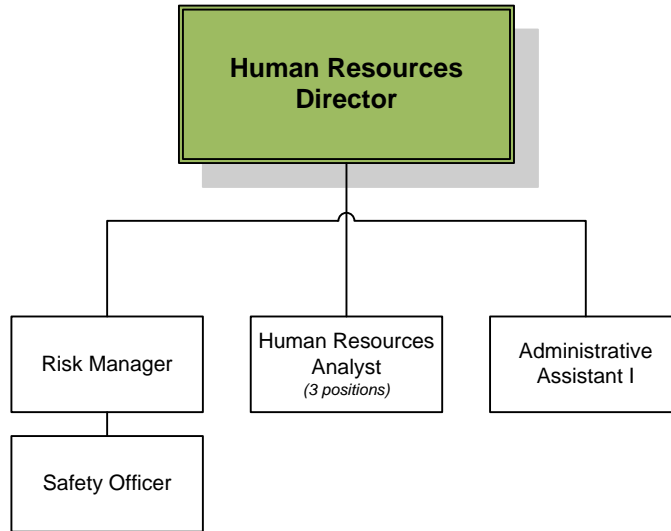 Human Resources
Director
Risk Manager
Human Resources
Analyst
(3 positions)
Administrative
Assistant I
Safety Officer